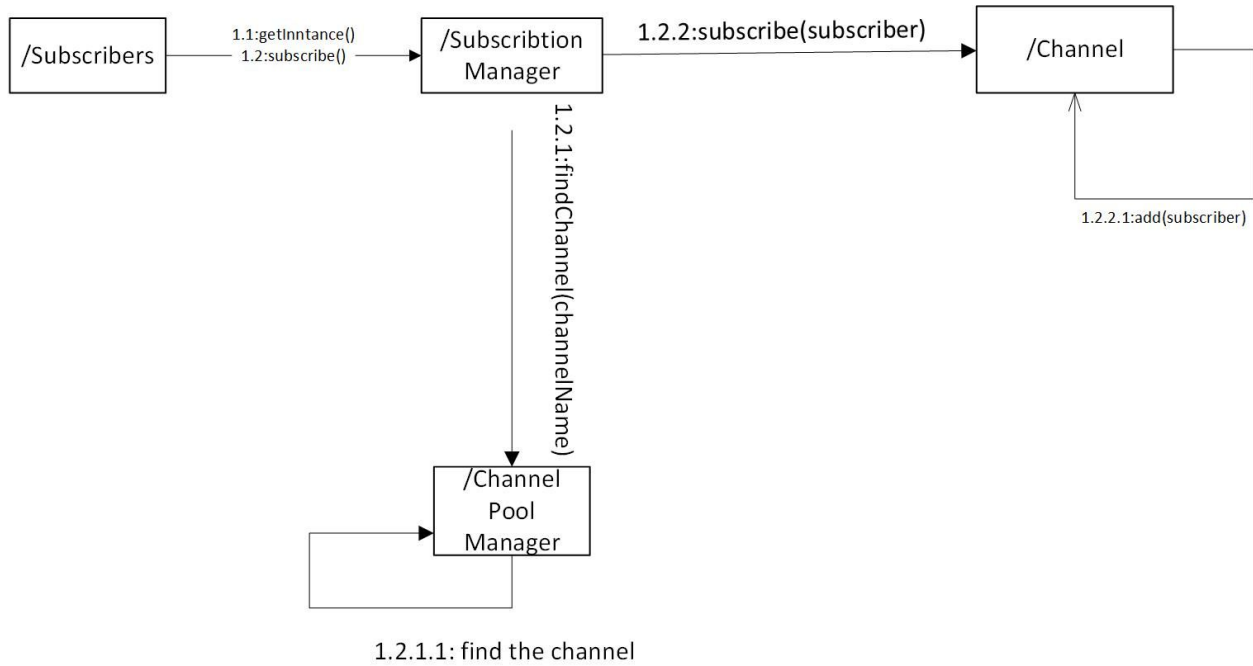 /Subscribers
1.1:getInntance()
1.2:subscribe()
/Subscribtion
Manager
1.2.2:subscribe(subscriber)
/Channel
1.2.2.1:add(subscriber)
1.2.1:findChannel(channelName)
/Channel
Pool
Manager
1.2.1.1: find the channel